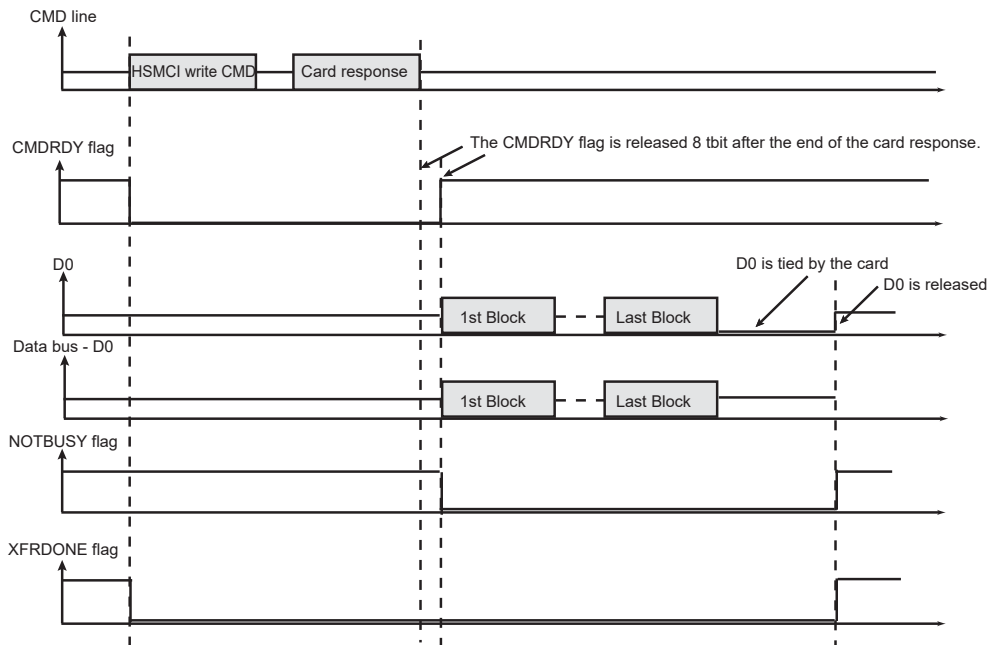 CMD line
HSMCI write CMD
Card response
The CMDRDY flag is released 8 tbit after the end of the card response.
CMDRDY flag
D0
D0 is tied by the card
D0 is released
1st Block
Last Block
Data bus - D0
1st Block
Last Block
NOTBUSY flag
XFRDONE flag